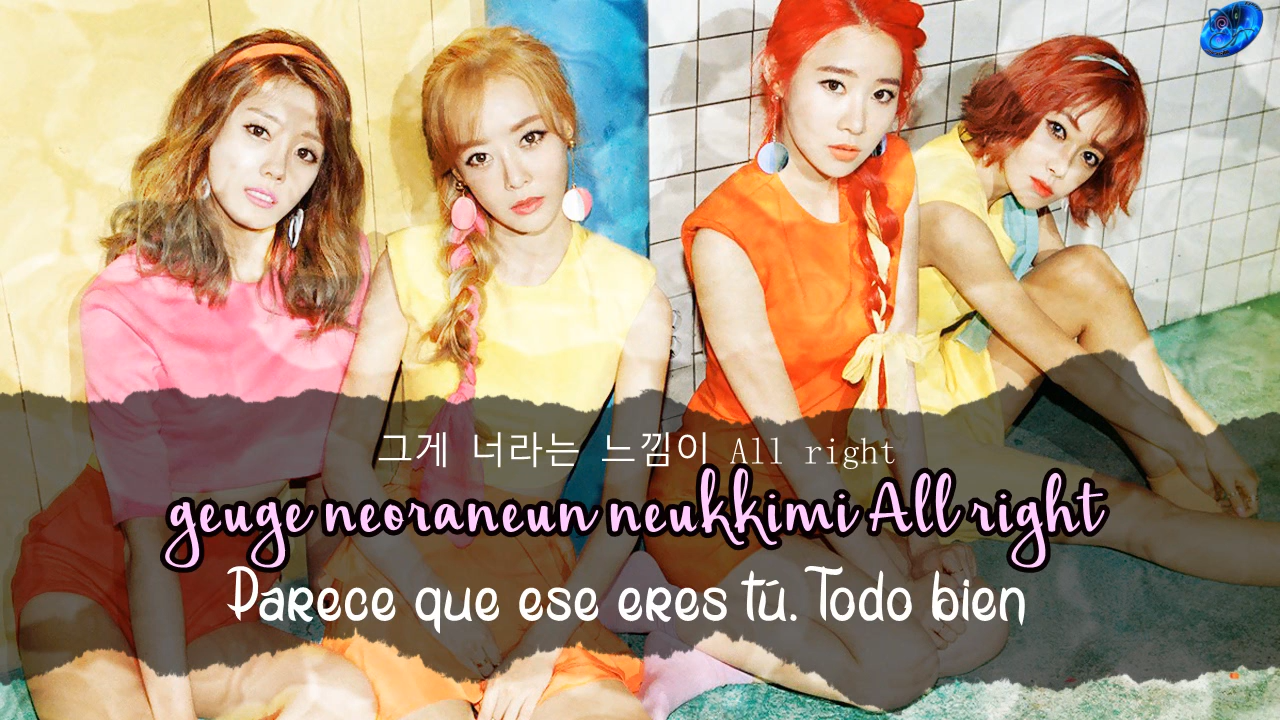 그게 너라는 느낌이 All right
geuge neoraneun neukkimi All right
Parece que ese eres tú. Todo bien